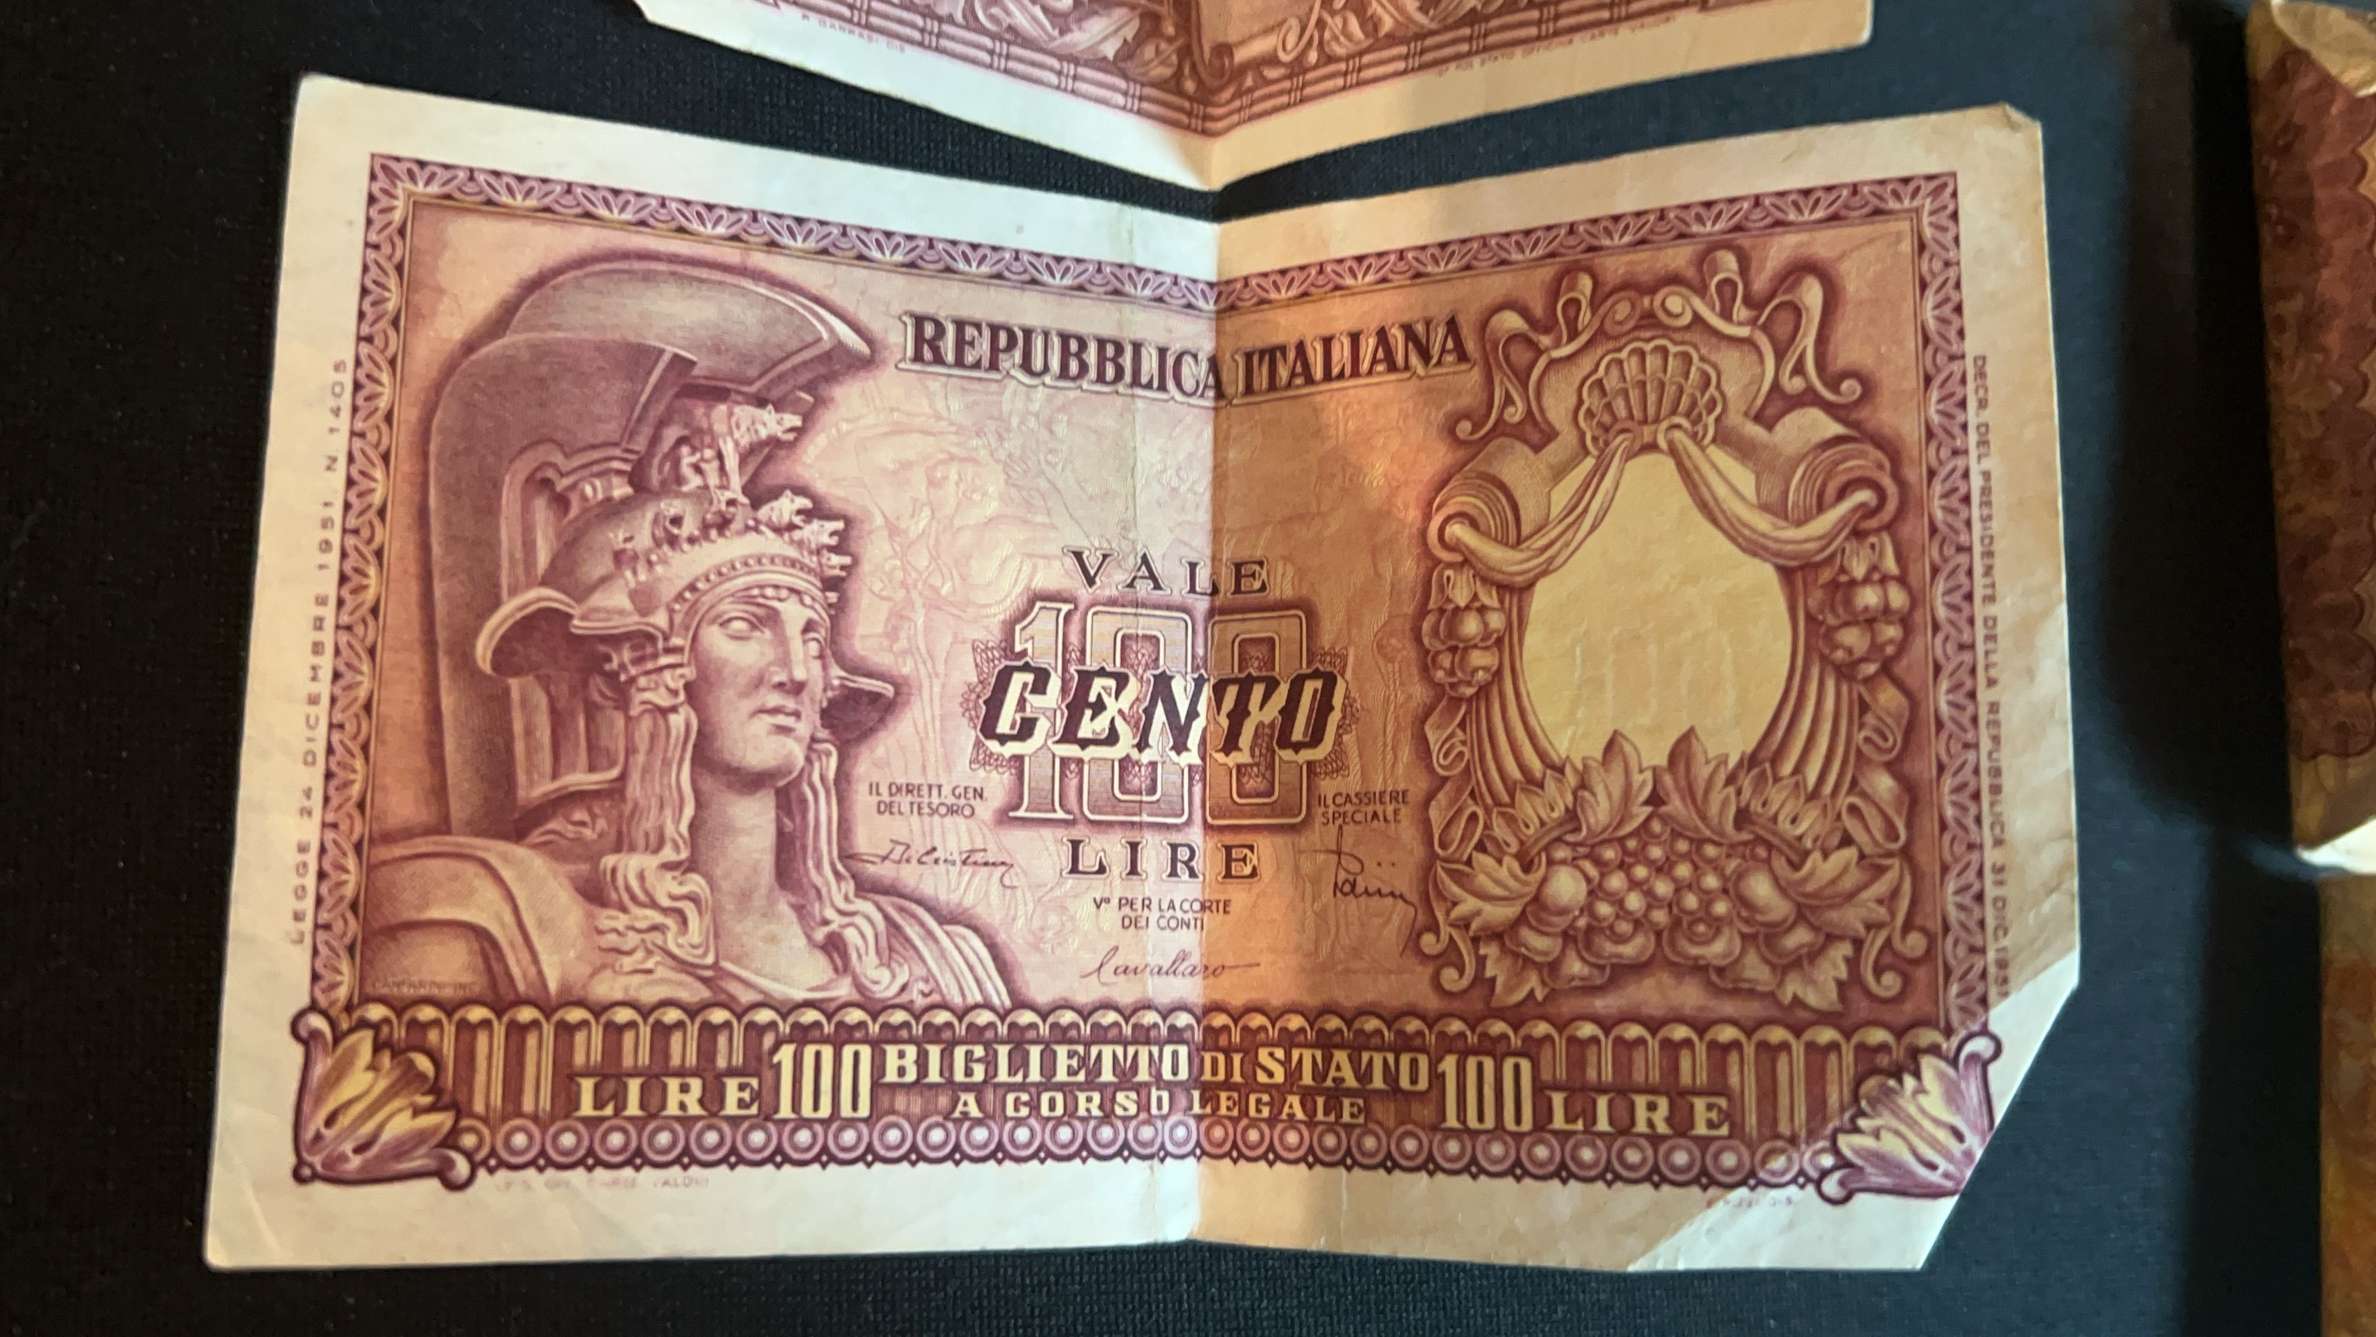 LEGGE 24 DICEMBRE 1951 N. 1405
REPUBBLICA ITALIANA
VALE
100
CENTO
LIRE
IL DIRETT. GEN.
DEL TESORO
IL CASSIERE
SPECIALE
Vº PER LA CORTE
DEI CONTI
Cavallaro
DECR. DEL PRESIDENTE DELLA REPUBBLICA 31 DIC. 1951
LIRE 100 BIGLIETTO DI STATO 100 LIRE
A CORSO LEGALE